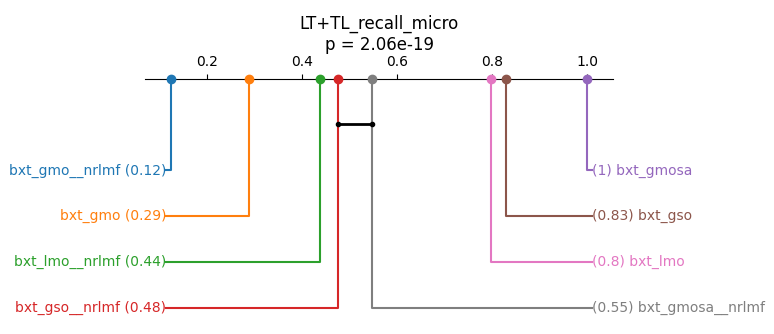 LT+TL_recall_micro
p = 2.06e-19
0.2 0.4 0.6 0.8 1.0
bxt_gmo__nrlmf (0.12) (1) bxt_gmosa
bxt_gmo (0.29) (0.83) bxt_gso
bxt_lmo__nrlmf (0.44) (0.8) bxt_lmo
bxt_gso__nrlmf (0.48) (0.55) bxt_gmosa__nrlmf